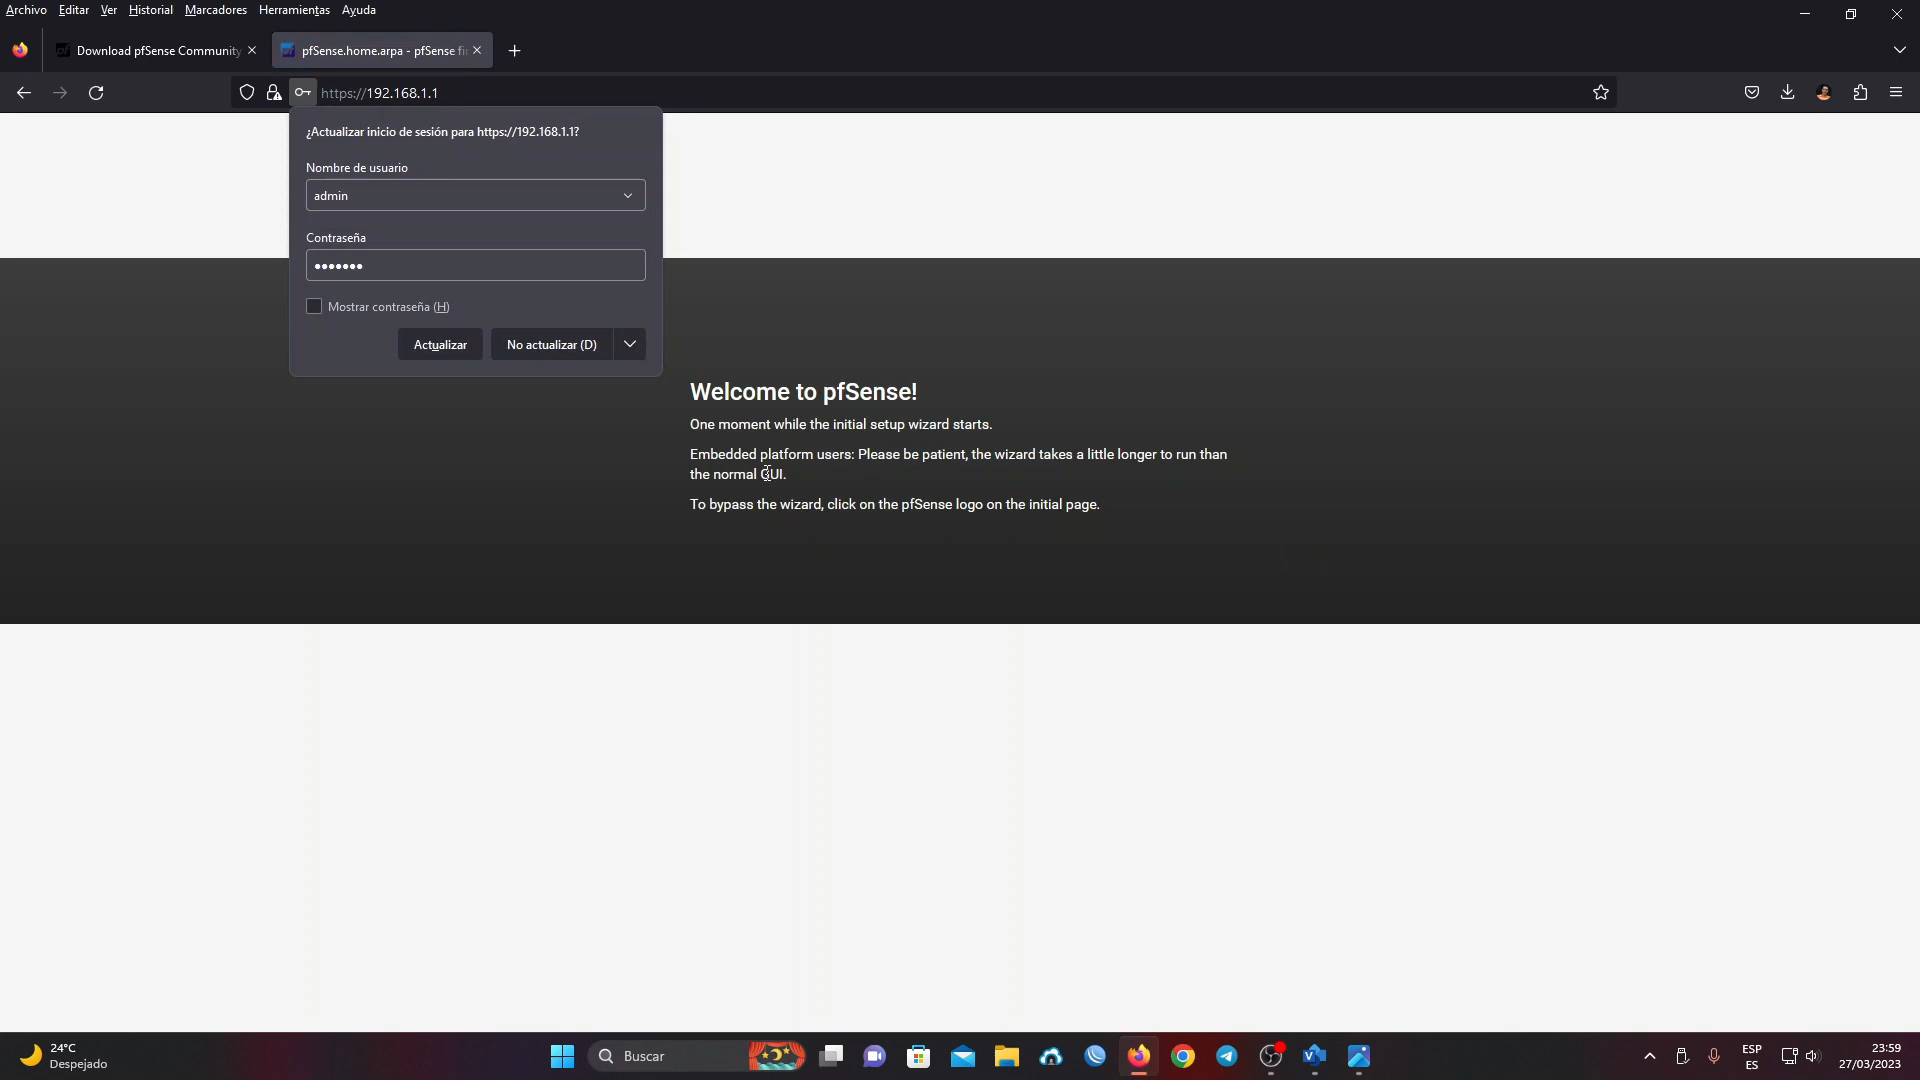 Archivo Editar Ver Historial Marcadores Herramientas Ayuda
Download pfSense Community
pfSense.home.arpa - pfSense fi
https://192.168.1.1
¿Actualizar inicio de sesión para https://192.168.1.1?
Nombre de usuario
admin
Contraseña
•••••••
Mostrar contraseña (H)
Actualizar
No actualizar (D)
Welcome to pfSense!
One moment while the initial setup wizard starts.
Embedded platform users: Please be patient, the wizard takes a little longer to run than
the normal GUI.
To bypass the wizard, click on the pfSense logo on the initial page.
24°C
Despejado
Buscar
ESP
ES
23:59
27/03/2023